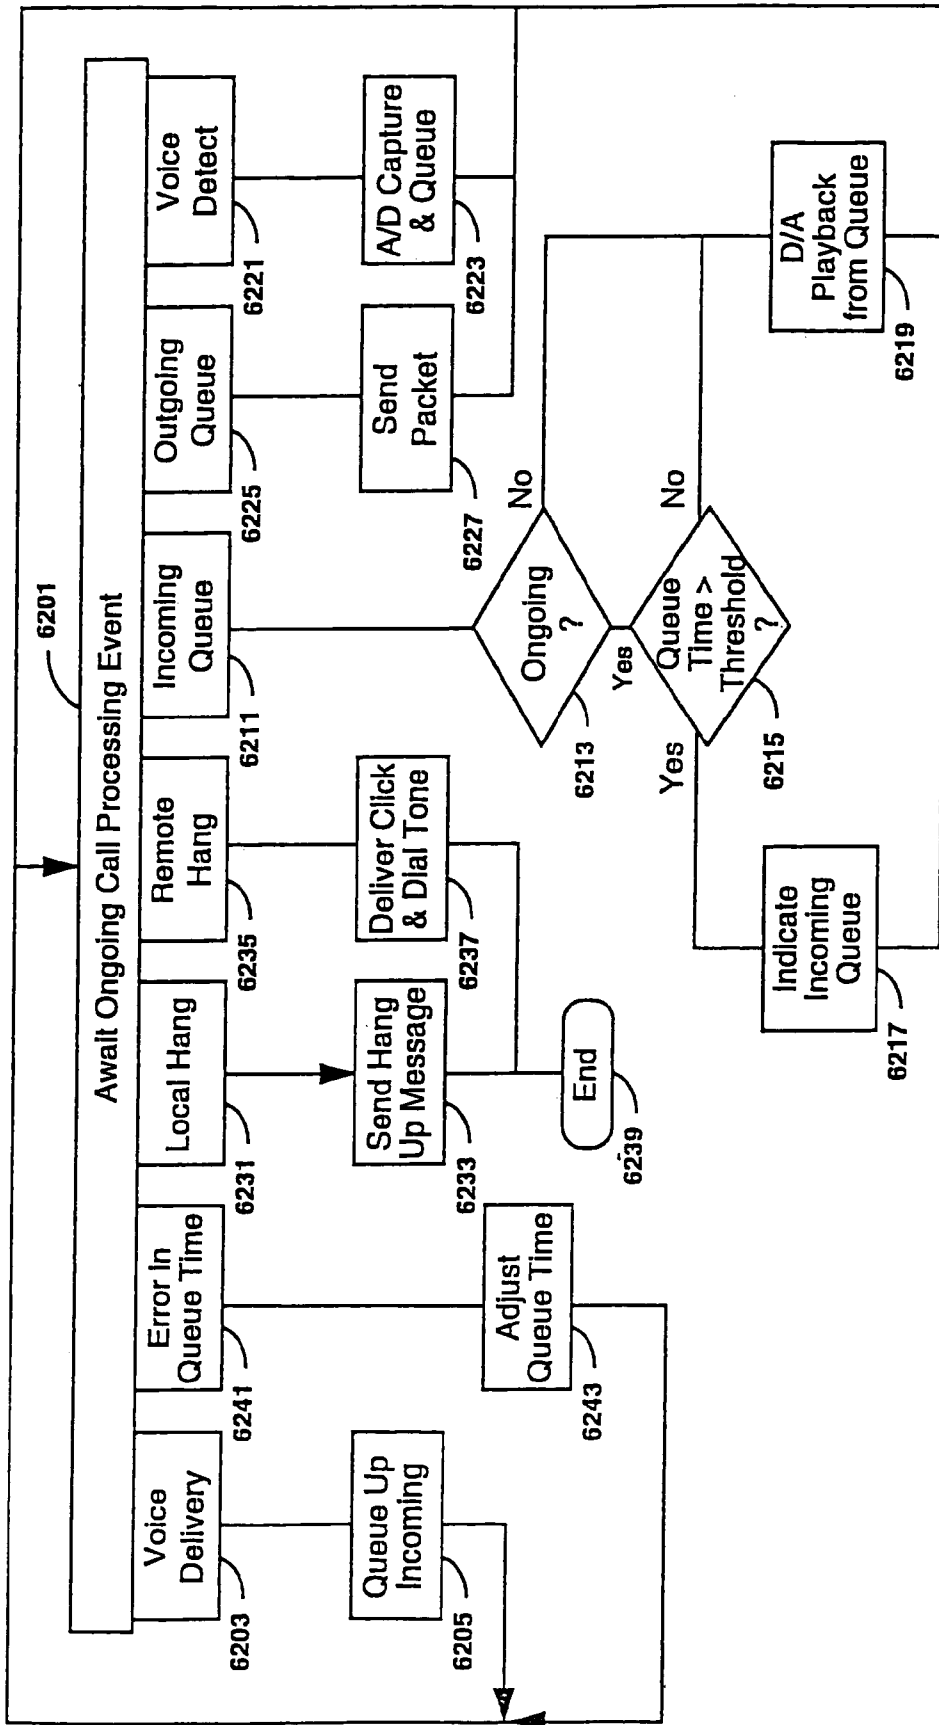 6201
Await Ongoing Call Processing Event
Voice
Delivery
6203
Queue Up
Incoming
6205
Error In
Queue Time
6241
Adjust
Queue Time
6243
Local Hang
6231
Send Hang
Up Message
6233
End
6239
Remote
Hang
6235
Deliver Click
& Dial Tone
6237
Incoming
Queue
6211
Ongoing
?
6213
No
Yes
Queue
Time >
Threshold
?
6215
Yes
No
Indicate
Incoming
Queue
6217
D/A
Playback
from Queue
6219
Outgoing
Queue
6225
Send
Packet
6227
Voice
Detect
6221
A/D Capture
& Queue
6223